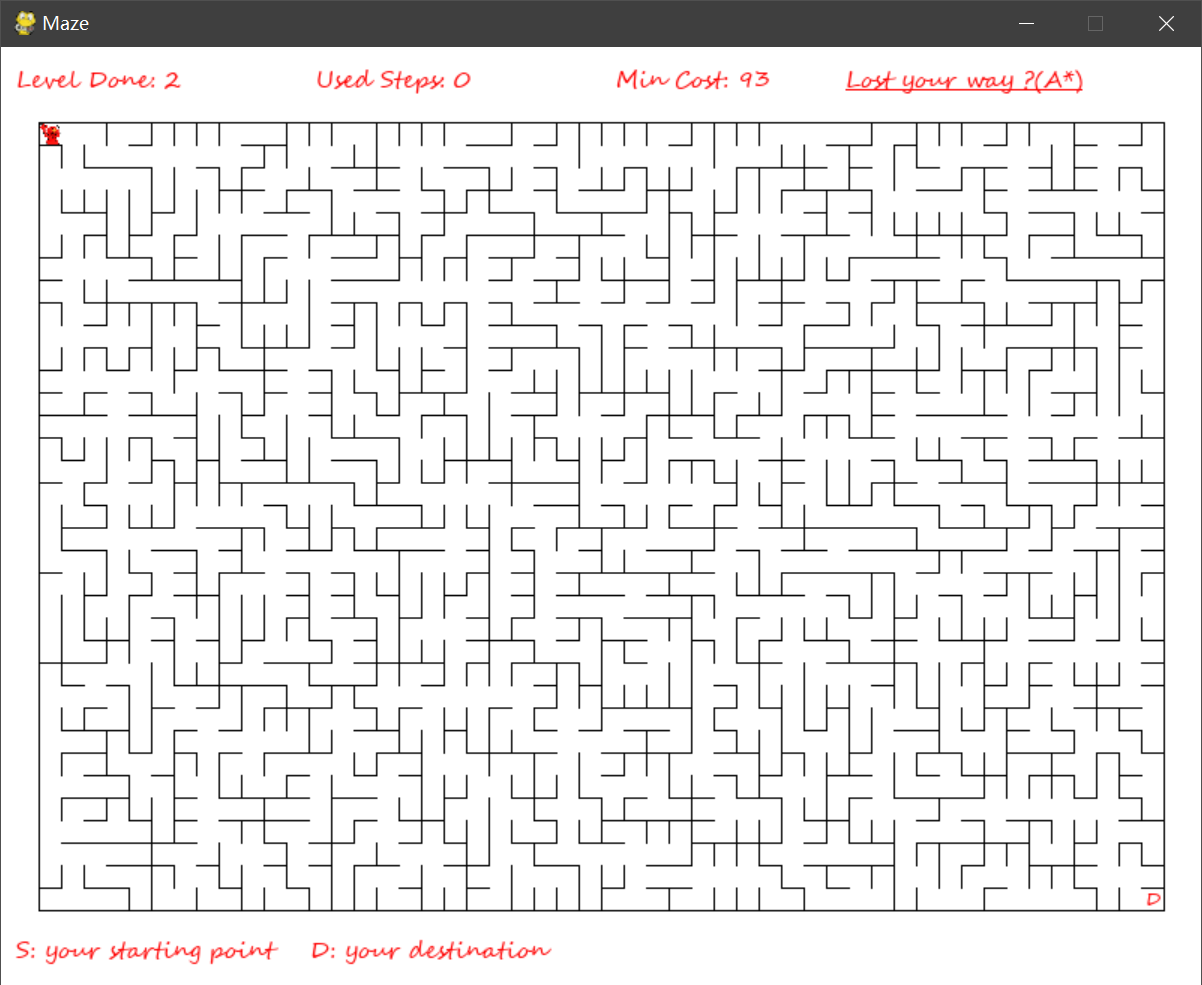 Maze
Level Done: 2 Used Steps: 0 Min Cost: 93 Lost your way ?(A*)
D
S: your starting point D: your destination